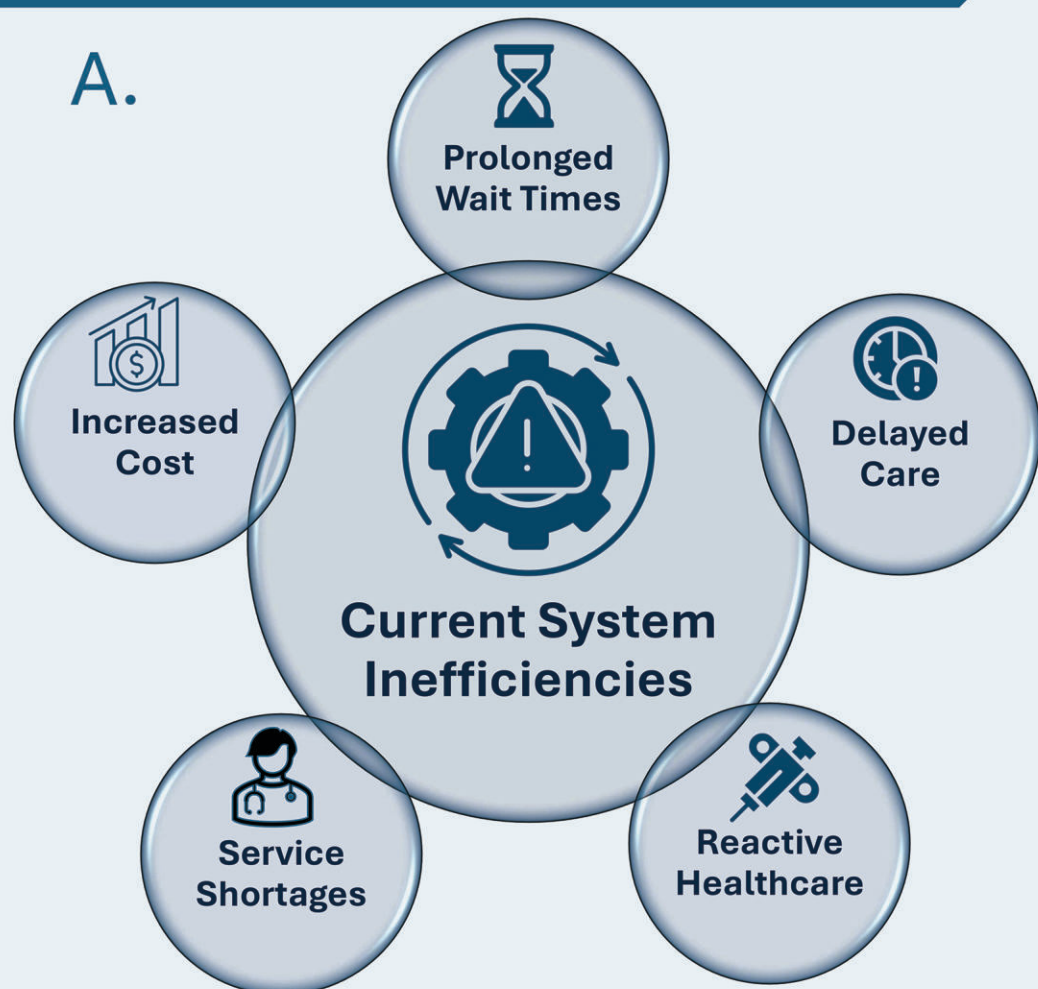 A.
Prolonged
Wait Times
$
Increased
Cost
!
Delayed
Care
!
Current System
Inefficiencies
Service
Shortages
Reactive
Healthcare